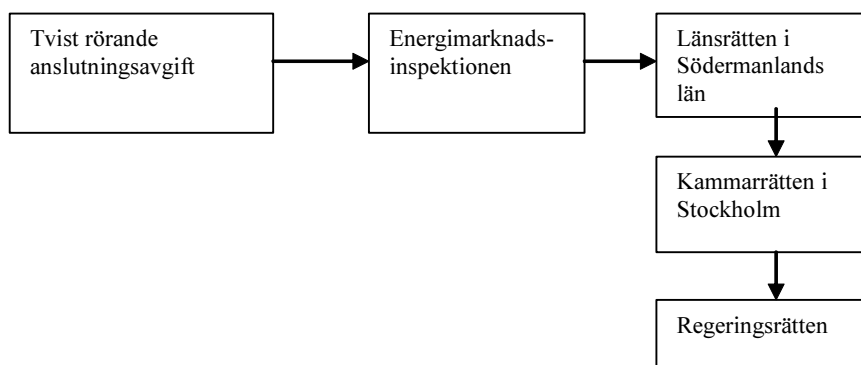 Tvist rörande
anslutningsavgift
Energimarknads-
inspektionen
Länsrätten i
Södermanlands
län
Kammarrätten i
Stockholm
Regeringsrätten